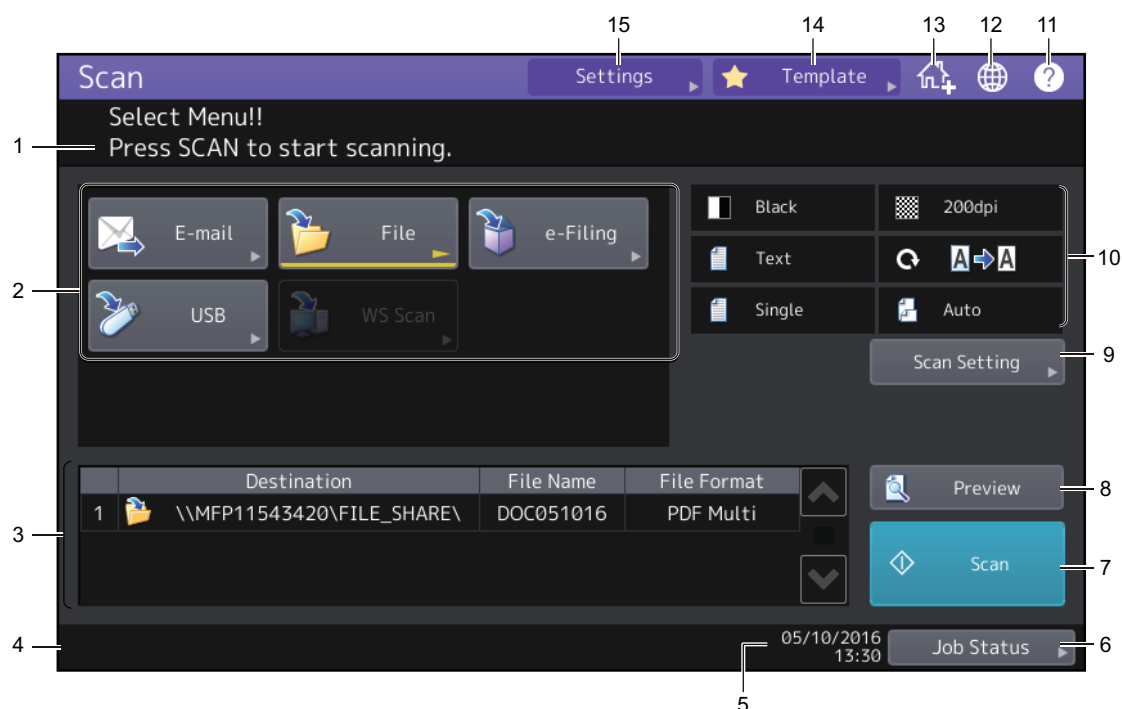 15 14 13 12 11
Scan Settings Template ?
Select Menu!!
1 Press SCAN to start scanning.
E-mail File e-Filing Black 200dpi
2 Text A A 10
USB WS Scan Single Auto
Scan Setting 9
Destination File Name File Format Preview 8
1 \\MFP11543420\FILE_SHARE\ DOC051016 PDF Multi
3
Scan 7
05/10/2016
4 13:30 Job Status 6
5